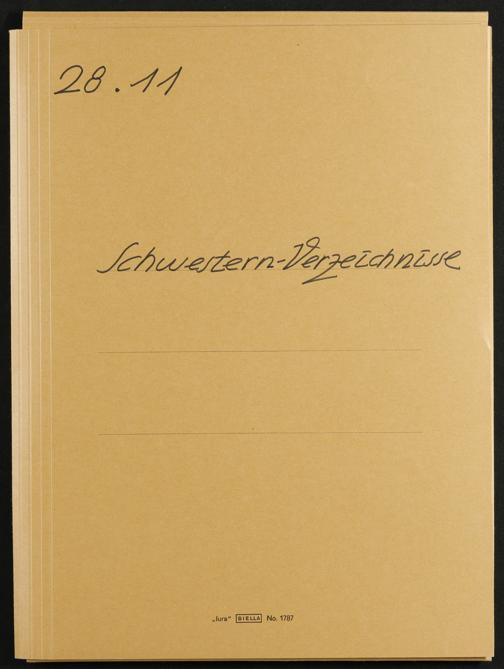 28.11
Schwestern-Verzeichnisse
„Iura“ BIELLA No. 1787